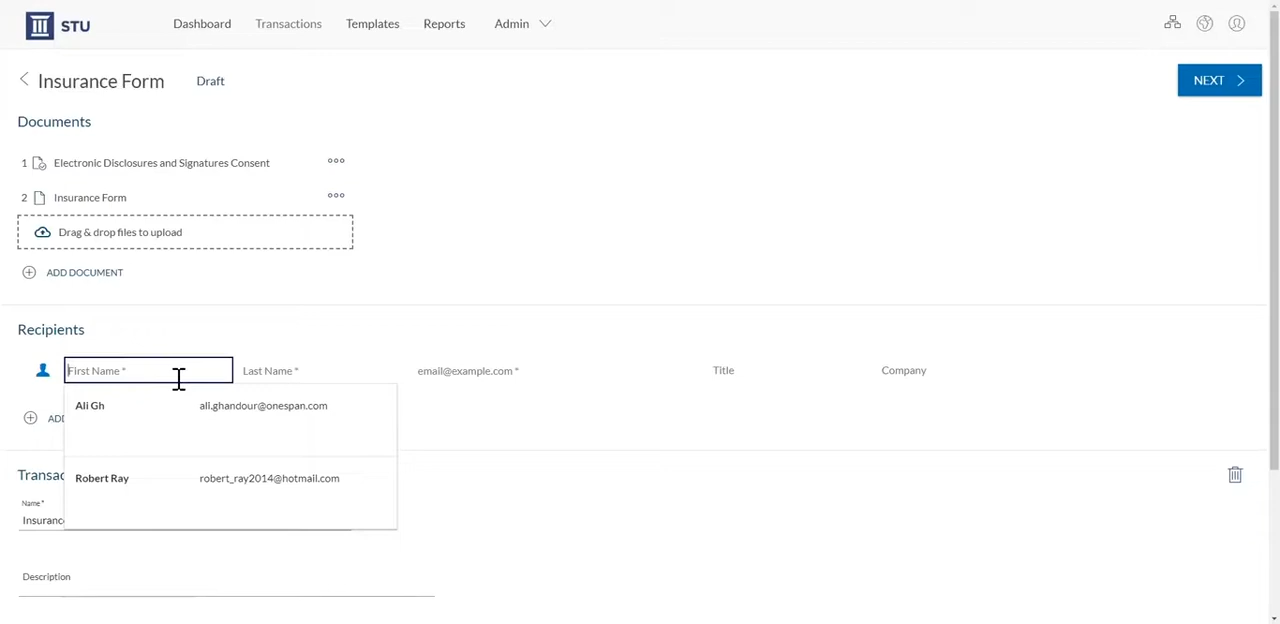 STU
Dashboard Transactions Templates Reports Admin
Insurance Form Draft
NEXT
Documents
1 Electronic Disclosures and Signatures Consent
2 Insurance Form
Drag & drop files to upload
ADD DOCUMENT
Recipients
First Name * Last Name * email@example.com * Title Company
Ali Gh ali.ghandour@onespan.com
ADD
Robert Ray robert_ray2014@hotmail.com
Transac
Name *
Insuranc
Description